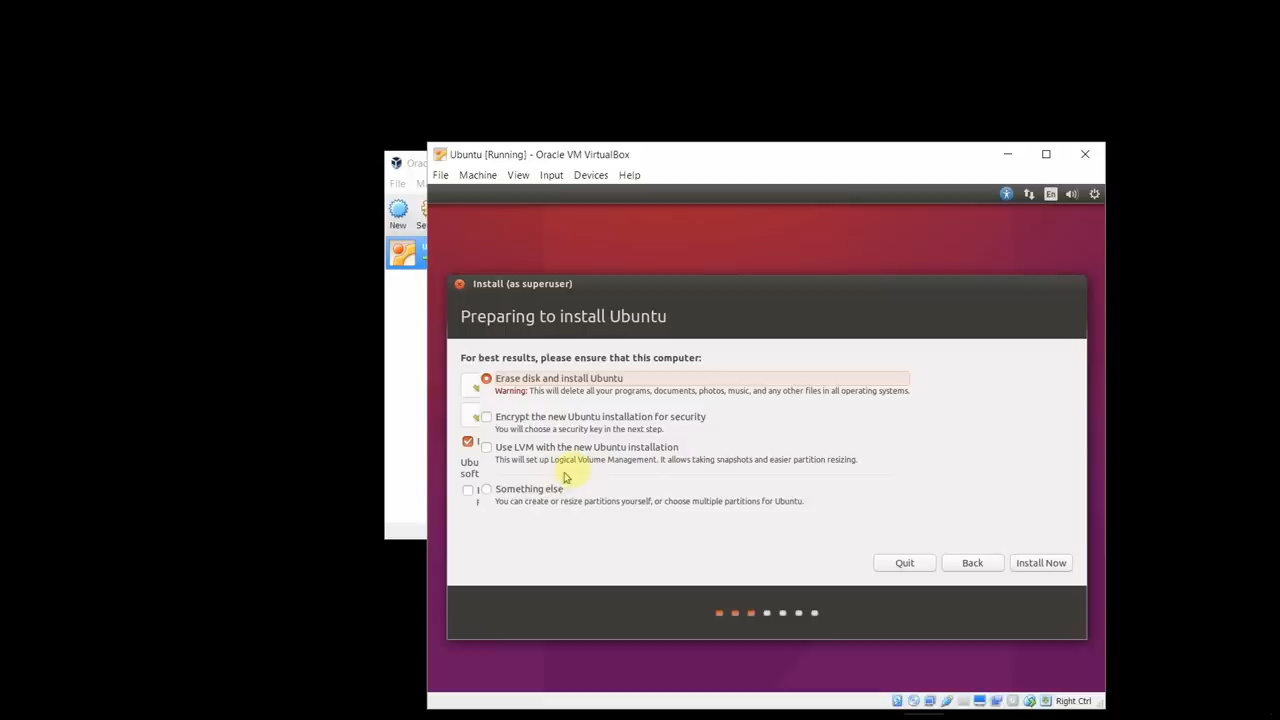 Ubuntu [Running] - Oracle VM VirtualBox
Orac
File Machine View Input Devices Help
File M
En
New Se
Install (as superuser)
Preparing to install Ubuntu
For best results, please ensure that this computer:
Erase disk and install Ubuntu
Warning: This will delete all your programs, documents, photos, music, and any other files in all operating systems.
Encrypt the new Ubuntu installation for security
You will choose a security key in the next step.
Use LVM with the new Ubuntu installation
This will set up Logical Volume Management. It allows taking snapshots and easier partition resizing.
Ubu
soft
Something else
You can create or resize partitions yourself, or choose multiple partitions for Ubuntu.
Quit Back Install Now
Right Ctrl